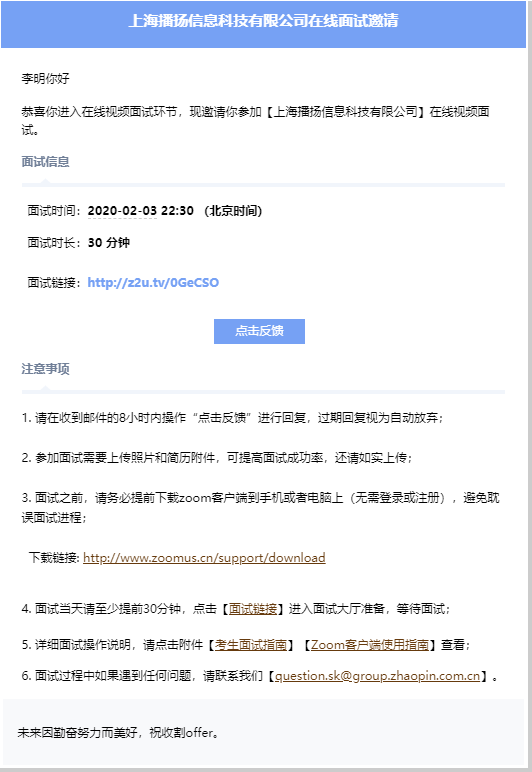 上海播扬信息科技有限公司在线面试邀请
李明你好
恭喜你进入在线视频面试环节，现邀请你参加【上海播扬信息科技有限公司】在线视频面
试。
面试信息
面试时间：2020-02-03 22:30 （北京时间）
面试时长：30 分钟
面试链接：http://z2u.tv/0GeCSO
点击反馈
注意事项
1. 请在收到邮件的8小时内操作“点击反馈”进行回复，过期回复视为自动放弃；
2. 参加面试需要上传照片和简历附件，可提高面试成功率，还请如实上传；
3. 面试之前，请务必提前下载zoom客户端到手机或者电脑上（无需登录或注册），避免耽
误面试进程；
下载链接: http://www.zoomus.cn/support/download
4. 面试当天请至少提前30分钟，点击【面试链接】进入面试大厅准备，等待面试；
5. 详细面试操作说明，请点击附件【考生面试指南】【Zoom客户端使用指南】查看；
6. 面试过程中如果遇到任何问题，请联系我们【question.sk@group.zhaopin.com.cn】。
未来因勤奋努力而美好，祝收割offer。